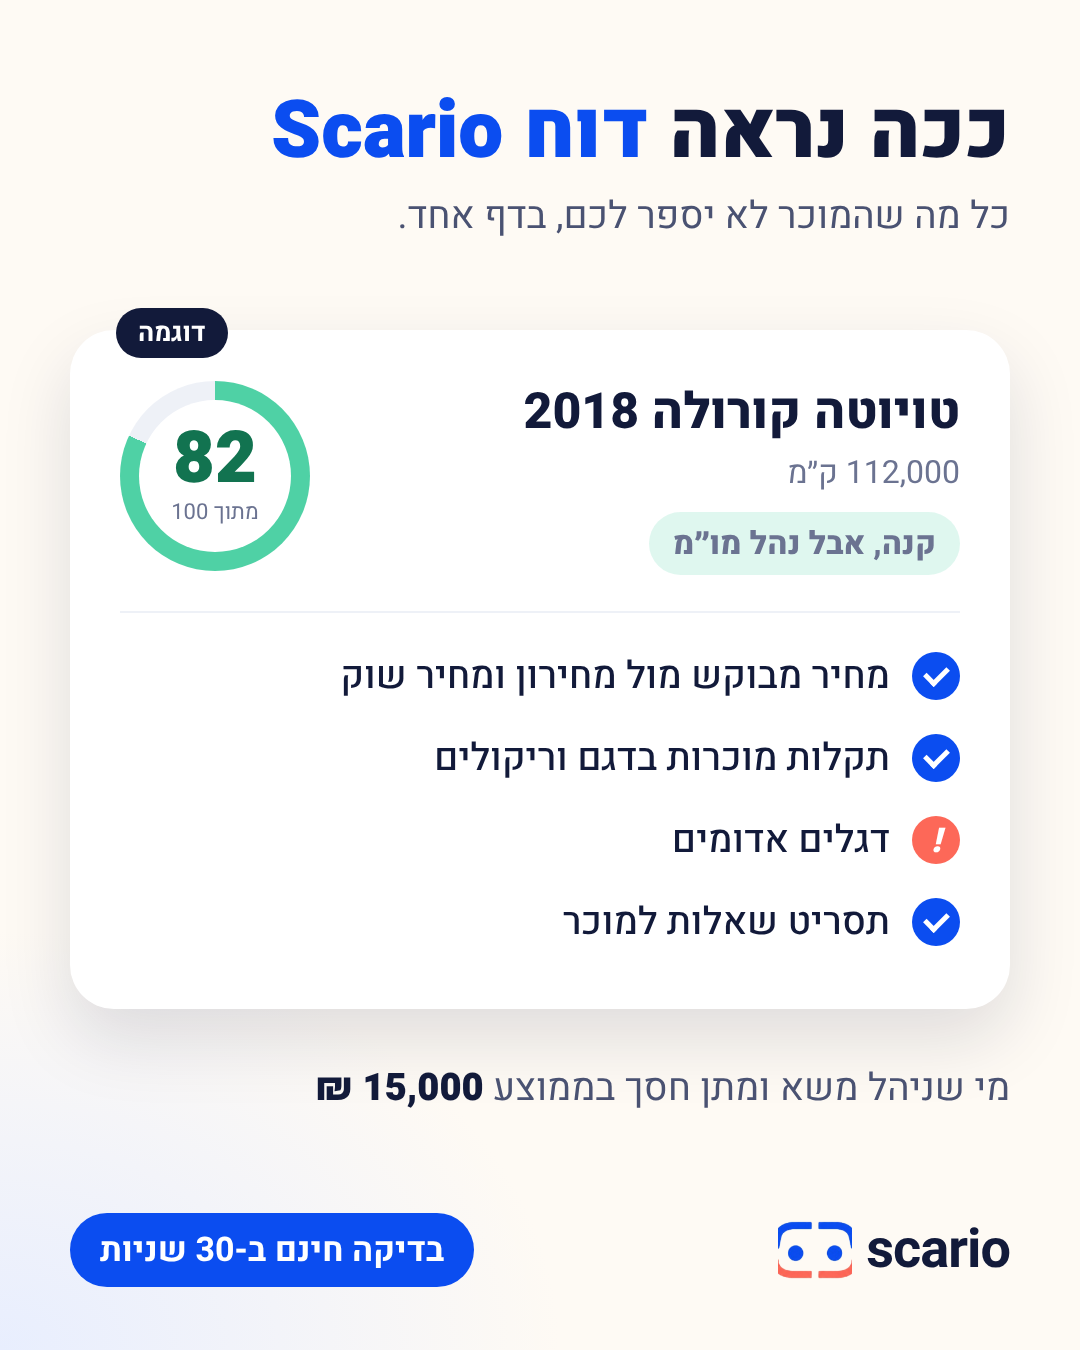 ככה נראה דוח Scario
כל מה שהמוכר לא יספר לכם, בדף אחד.
דוגמה
טויוטה קורולה 2018
112,000 ק״מ
קנה, אבל נהל מו״מ
82
מתוך 100
מחיר מבוקש מול מחירון ומחיר שוק
תקלות מוכרות בדגם וריקולים
! דגלים אדומים
תסריט שאלות למוכר
מי שניהל משא ומתן חסך בממוצע 15,000 ₪
scario
בדיקה חינם ב-30 שניות